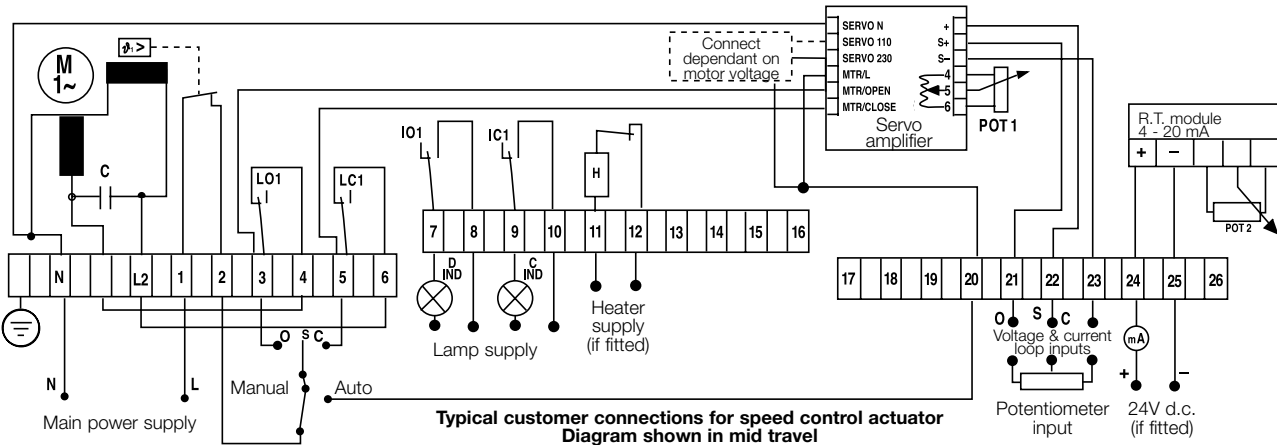 SERVO N
SERVO 110
SERVO 230
MTR/L
MTR/OPEN
MTR/CLOSE
+
S+
S–
4
5
6
Servo
amplifier
POT 1
Connect
dependant on
motor voltage
M
1~
ϑ >
C
LO1
LC1
IO1
IC1
H
R.T. module
4 - 20 mA
+ –
POT 2
N L2 1 2 3 4 5 6
7 8 9 10 11 12 13 14 15 16
17 18 19 20 21 22 23 24 25 26
D
IND
C
IND
Lamp supply
Heater
supply
(if fitted)
O S C
Voltage & current
loop inputs
Potentiometer
input
mA
+ –
24V d.c.
(if fitted)
O S C
Manual
Auto
N
L
Main power supply
Typical customer connections for speed control actuator
Diagram shown in mid travel